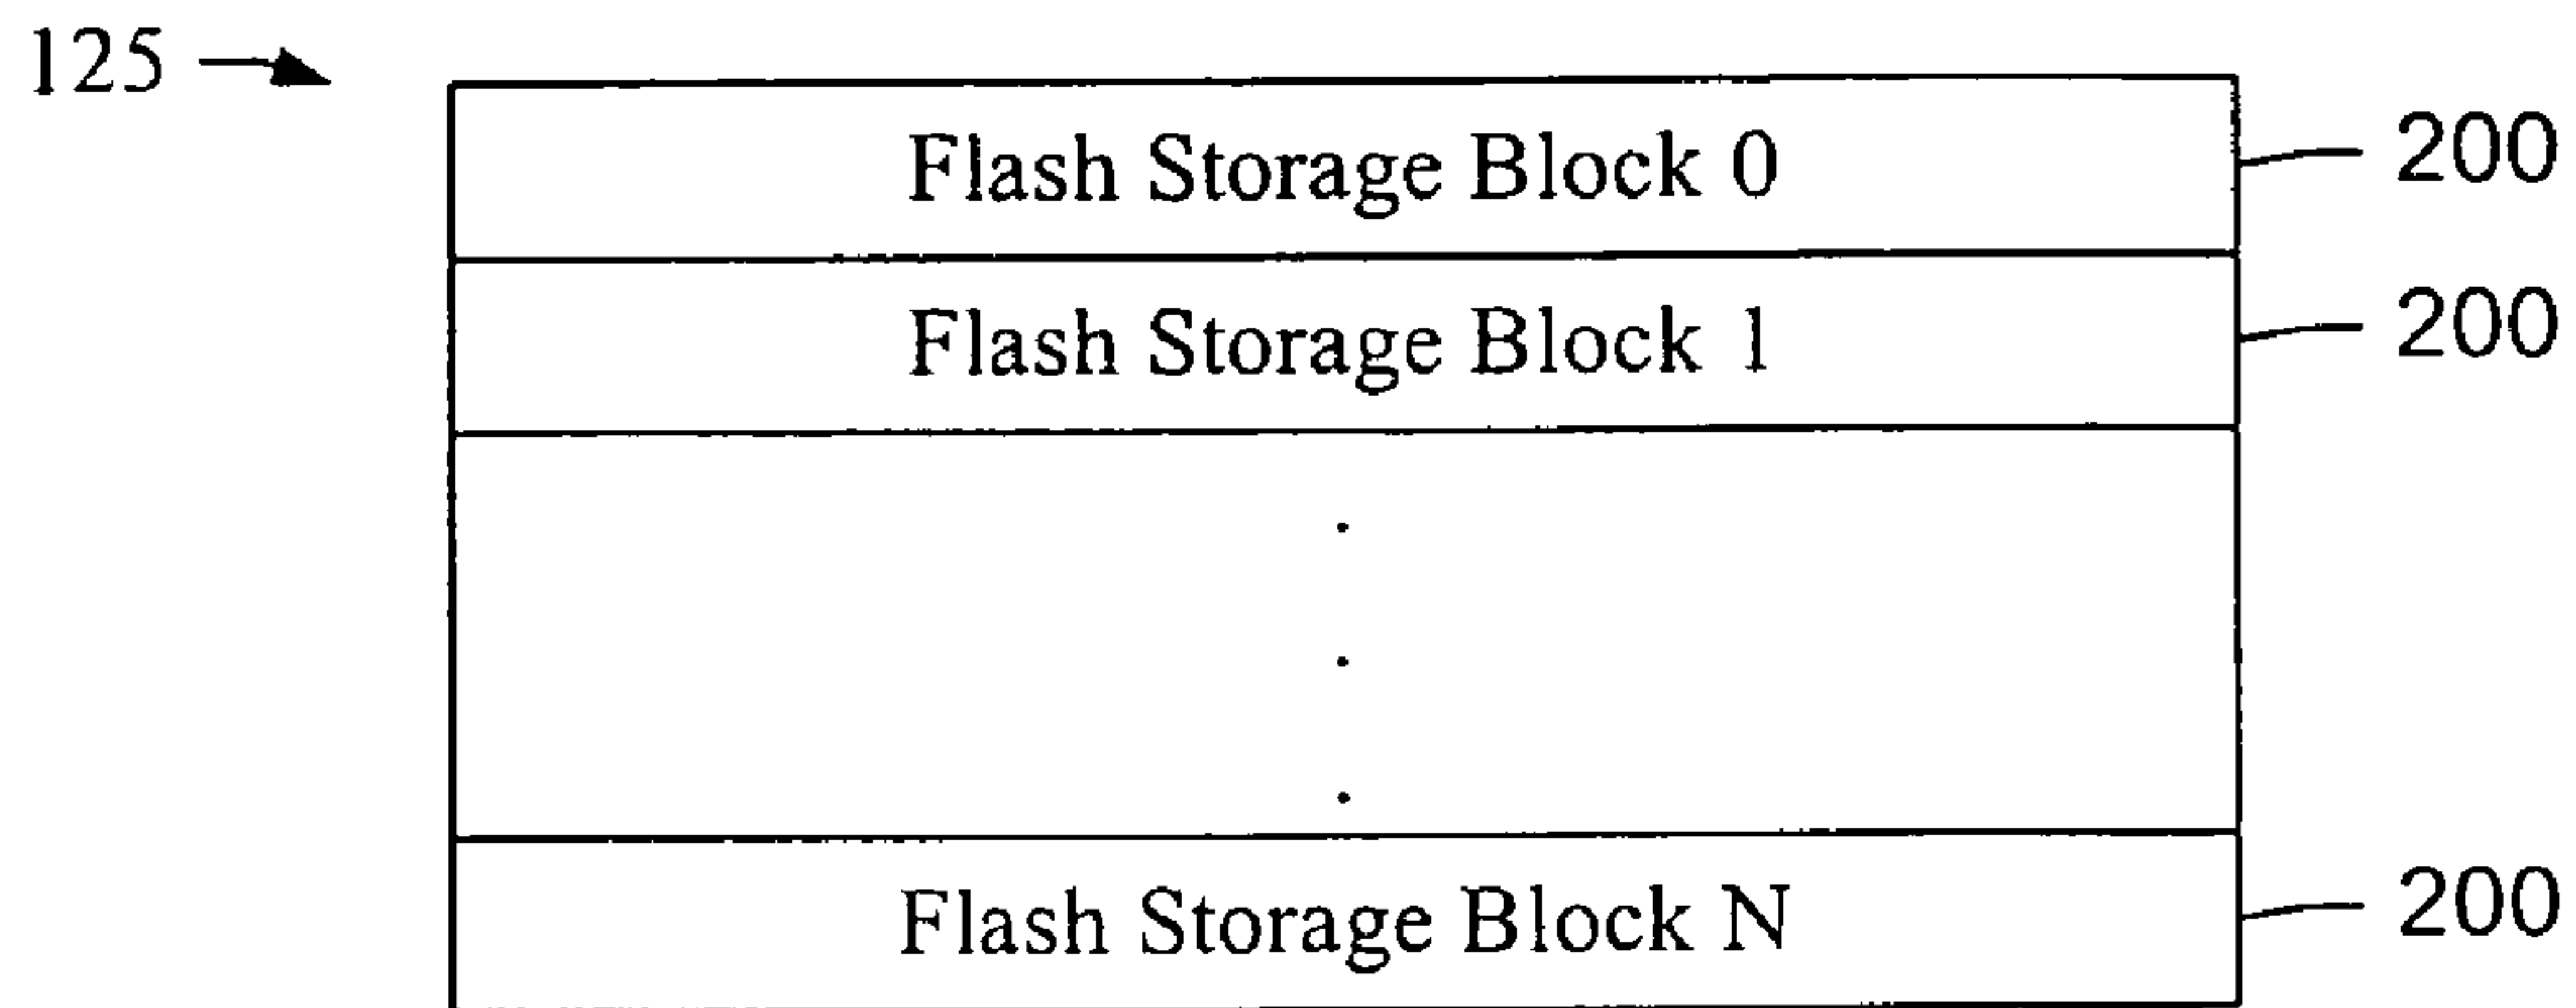 125
Flash Storage Block 0 200
Flash Storage Block 1 200
.
.
.
Flash Storage Block N 200